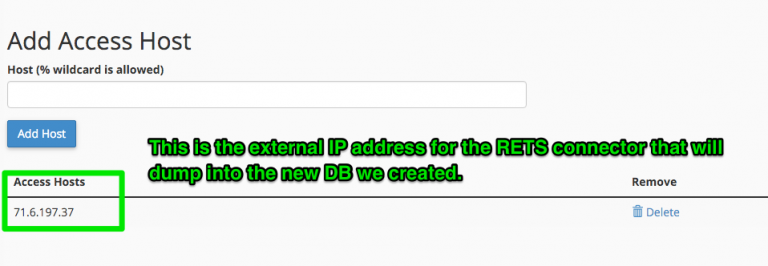 Add Access Host
Host (% wildcard is allowed)
Add Host
This is the external IP address for the RETS connector that will
dump into the new DB we created.
Access Hosts
Remove
71.6.197.37
Delete